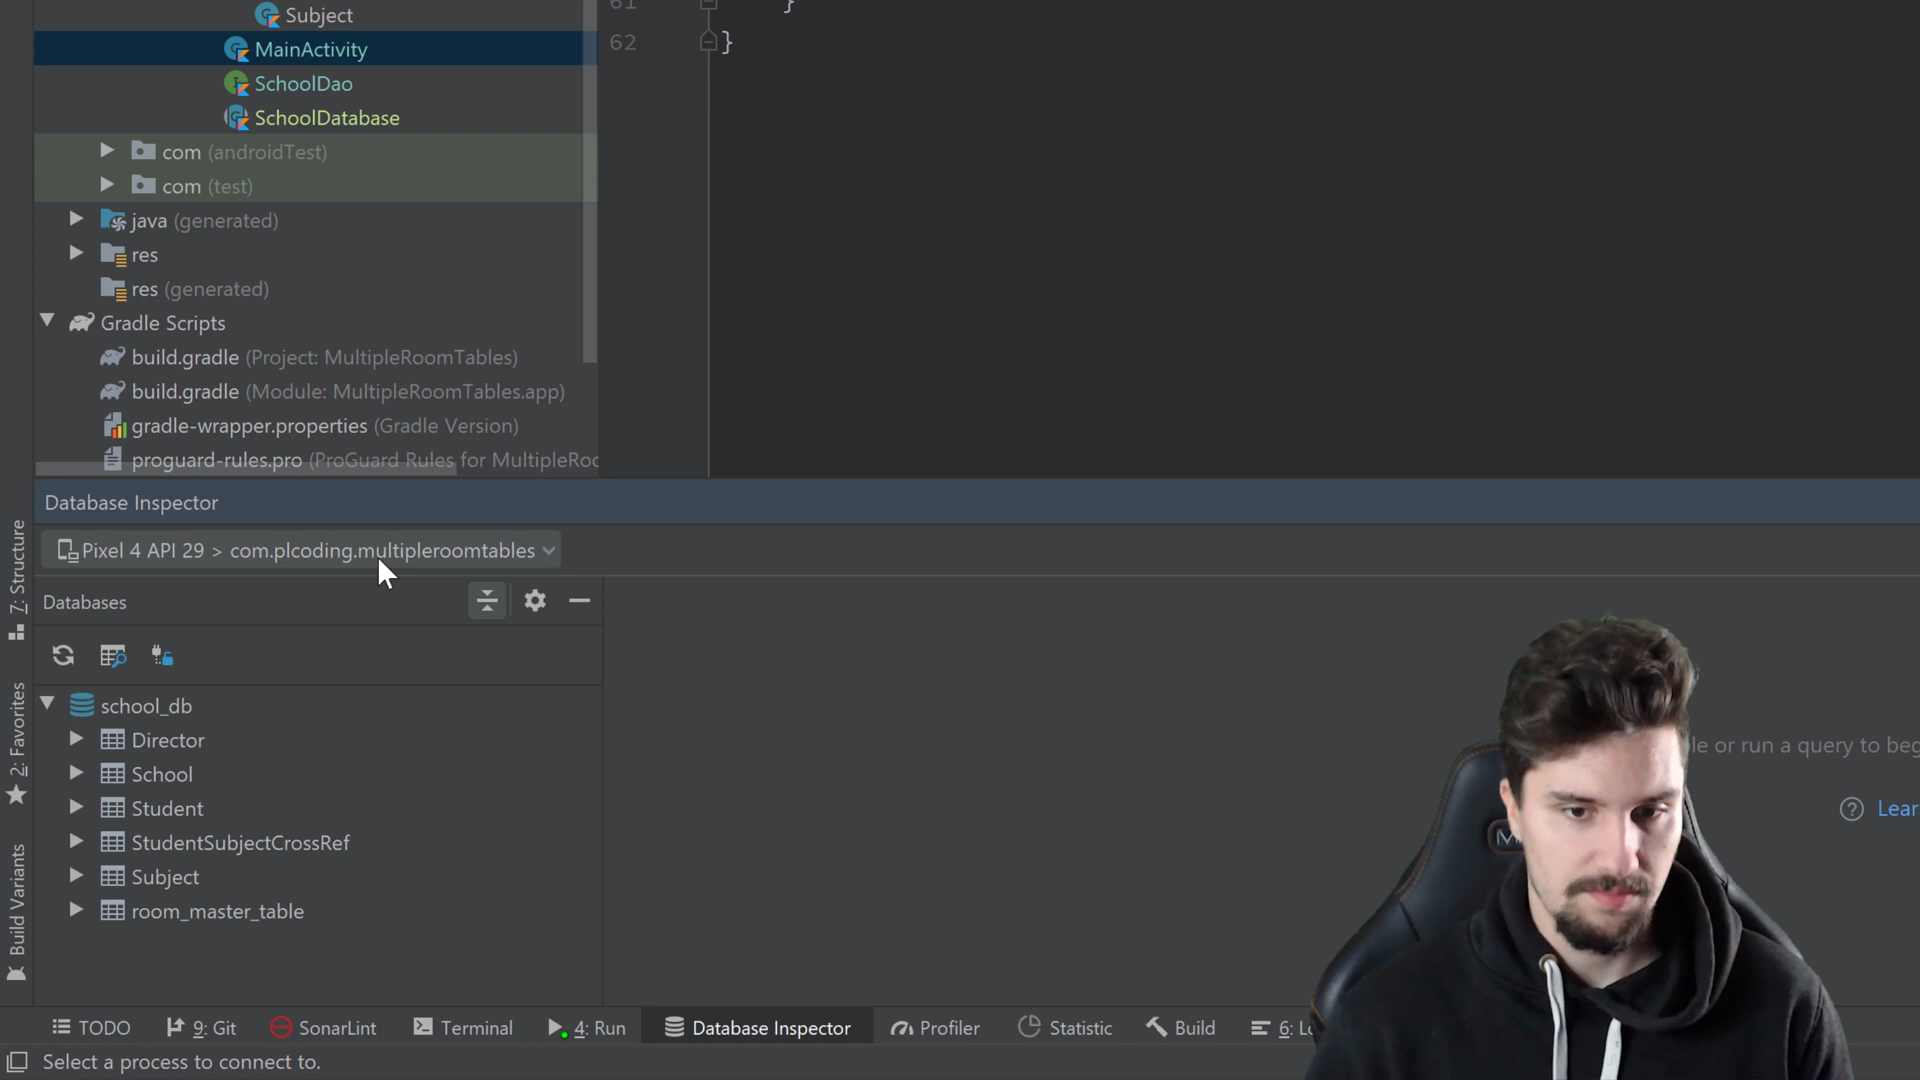 Subject
61 }
MainActivity
62 }
SchoolDao
SchoolDatabase
com (androidTest)
com (test)
java (generated)
res
res (generated)
Gradle Scripts
build.gradle (Project: MultipleRoomTables)
build.gradle (Module: MultipleRoomTables.app)
gradle-wrapper.properties (Gradle Version)
proguard-rules.pro (ProGuard Rules for MultipleRoo
Database Inspector
7: Structure
Pixel 4 API 29 > com.plcoding.multipleroomtables
Databases
2: Favorites
school_db
Director
le or run a query to beg
School
Student
Lear
StudentSubjectCrossRef
Build Variants
Subject
room_master_table
TODO 9: Git SonarLint Terminal 4: Run Database Inspector Profiler Statistic Build 6: Lo
Select a process to connect to.